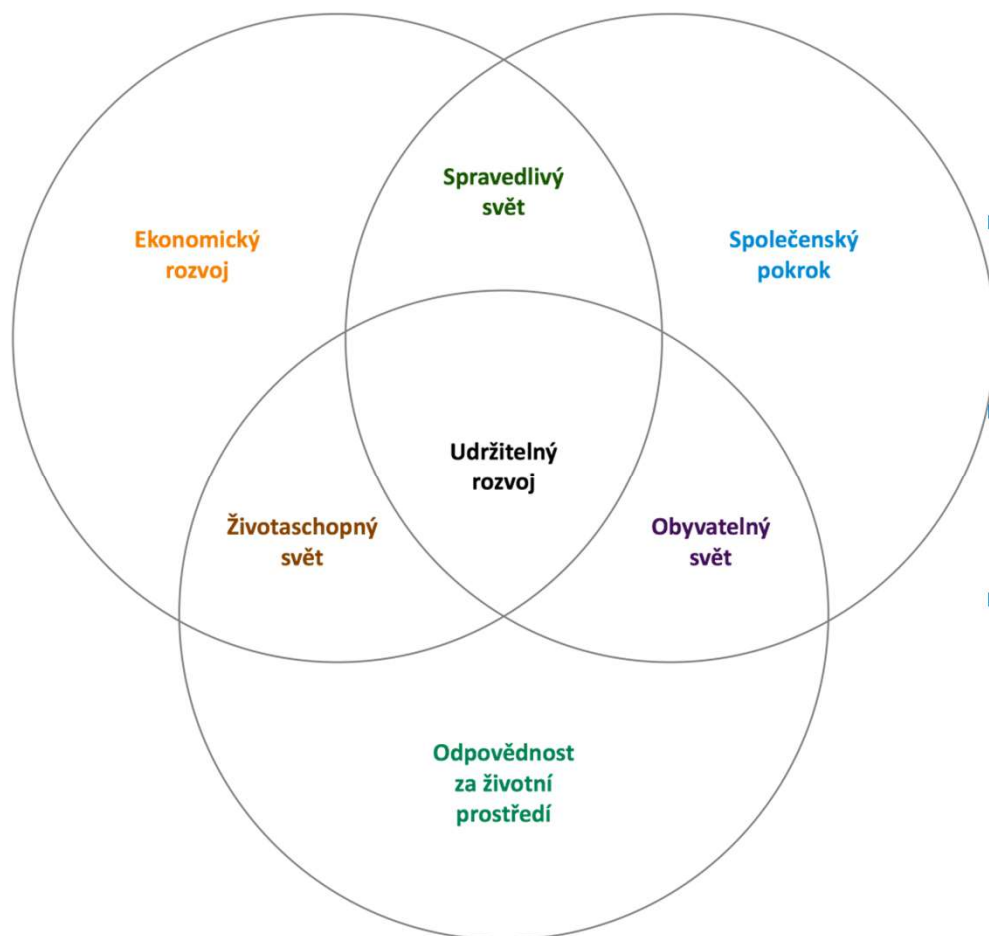 Spravedlivý
svět
Ekonomický
rozvoj
Společenský
pokrok
Udržitelný
rozvoj
Životaschopný
svět
Obyvatelný
svět
Odpovědnost
za životní
prostředí